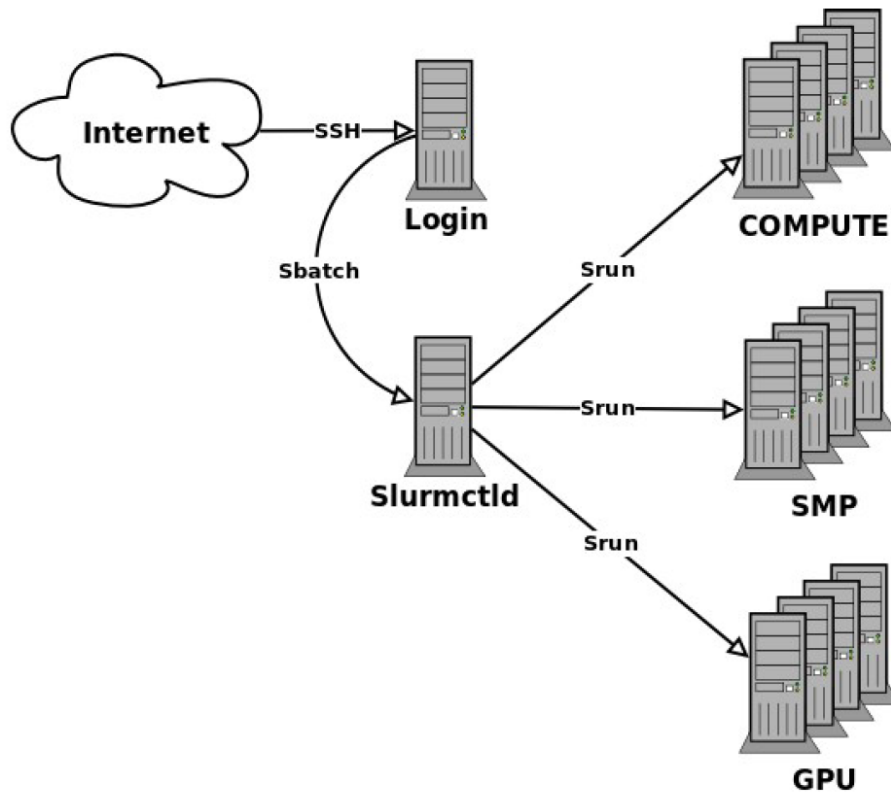 Internet
SSH
Login
COMPUTE
Sbatch
Srun
Srun
Slurmctld
SMP
Srun
GPU